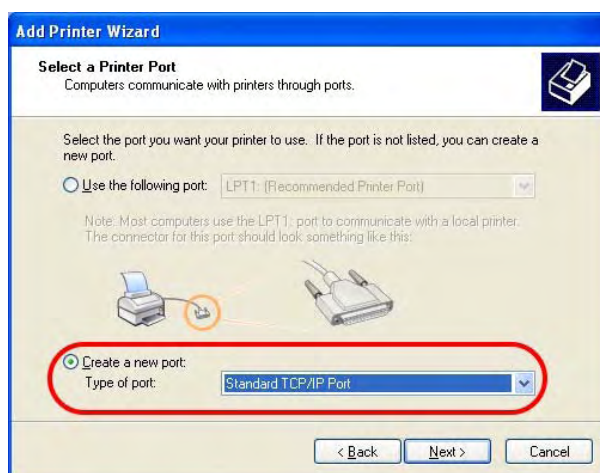 Add Printer Wizard
Select a Printer Port
Computers communicate with printers through ports.
Select the port you want your printer to use. If the port is not listed, you can create a
new port.
Use the following port: LPT1: (Recommended Printer Port)
Note: Most computers use the LPT1: port to communicate with a local printer.
The connector for this port should look something like this:
Create a new port:
Type of port: Standard TCP/IP Port
< Back Next > Cancel